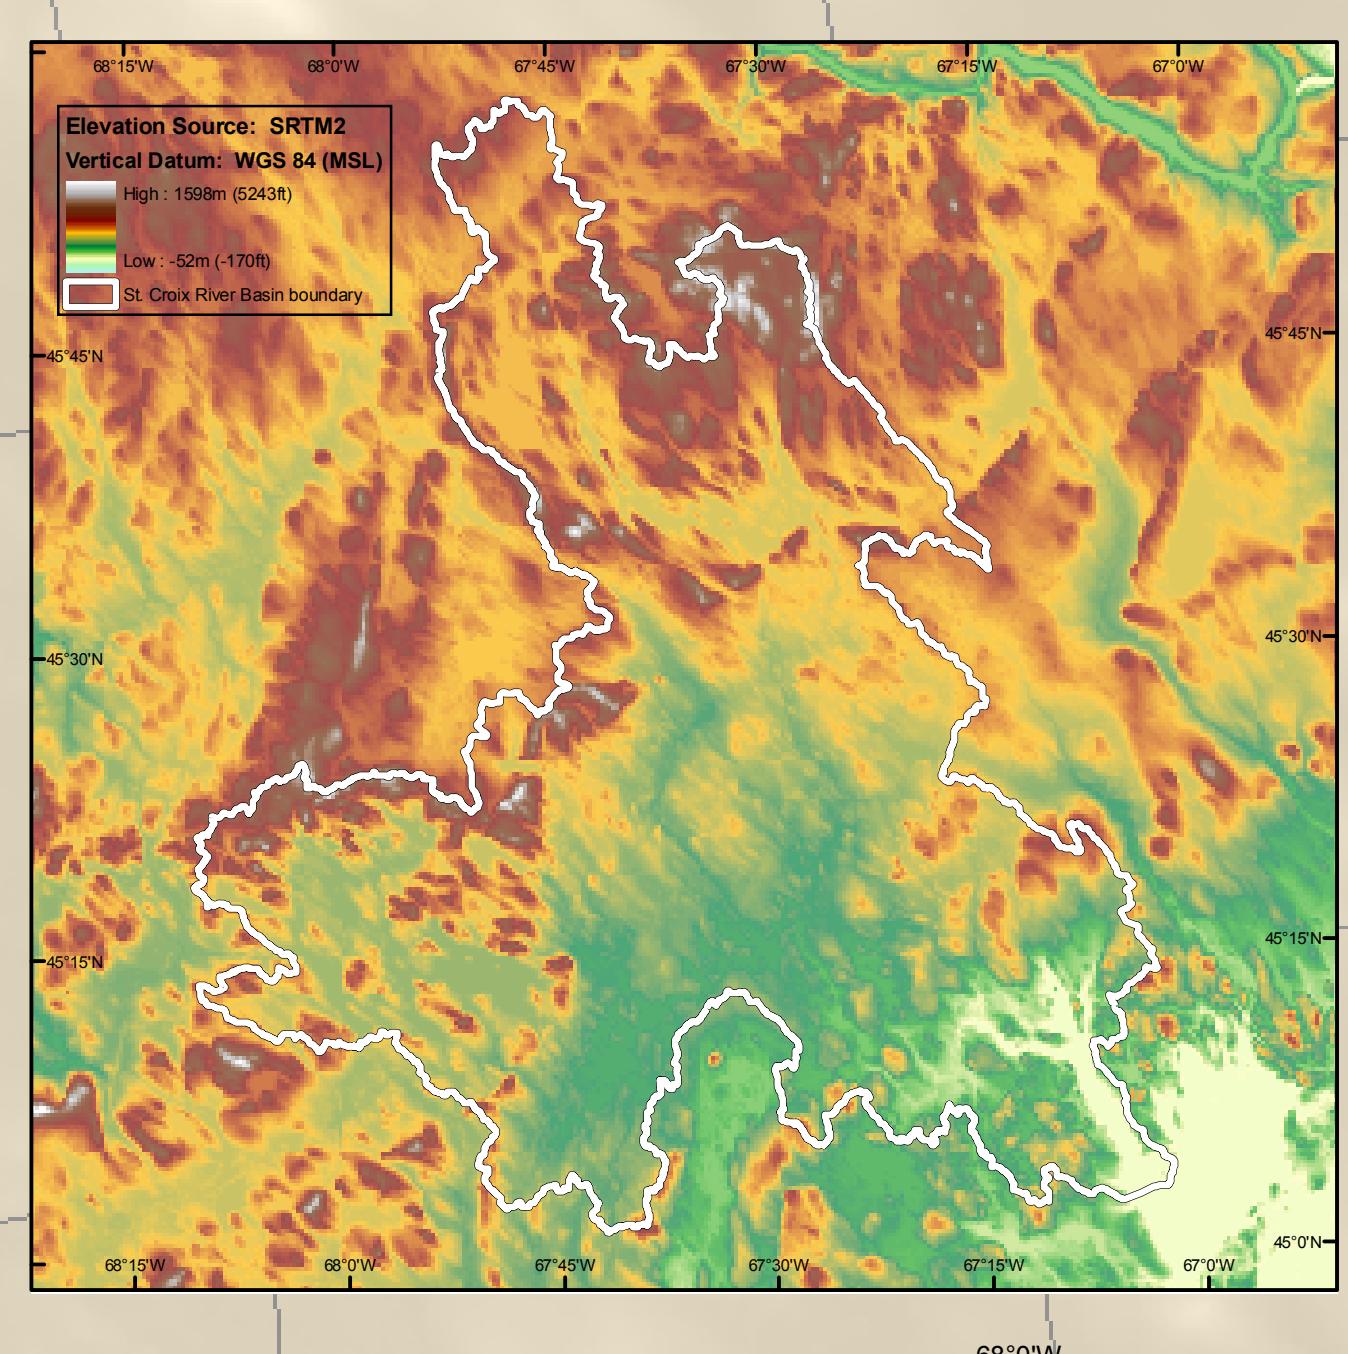 68°15'W 68°0'W 67°45'W 67°30'W 67°15'W 67°0'W
Elevation Source: SRTM2
Vertical Datum: WGS 84 (MSL)
High : 1598m (5243ft)
Low : -52m (-170ft)
St. Croix River Basin boundary
45°45'N 45°45'N
45°30'N 45°30'N
45°15'N 45°15'N
45°0'N
68°15'W 68°0'W 67°45'W 67°30'W 67°15'W 67°0'W
68°0'W